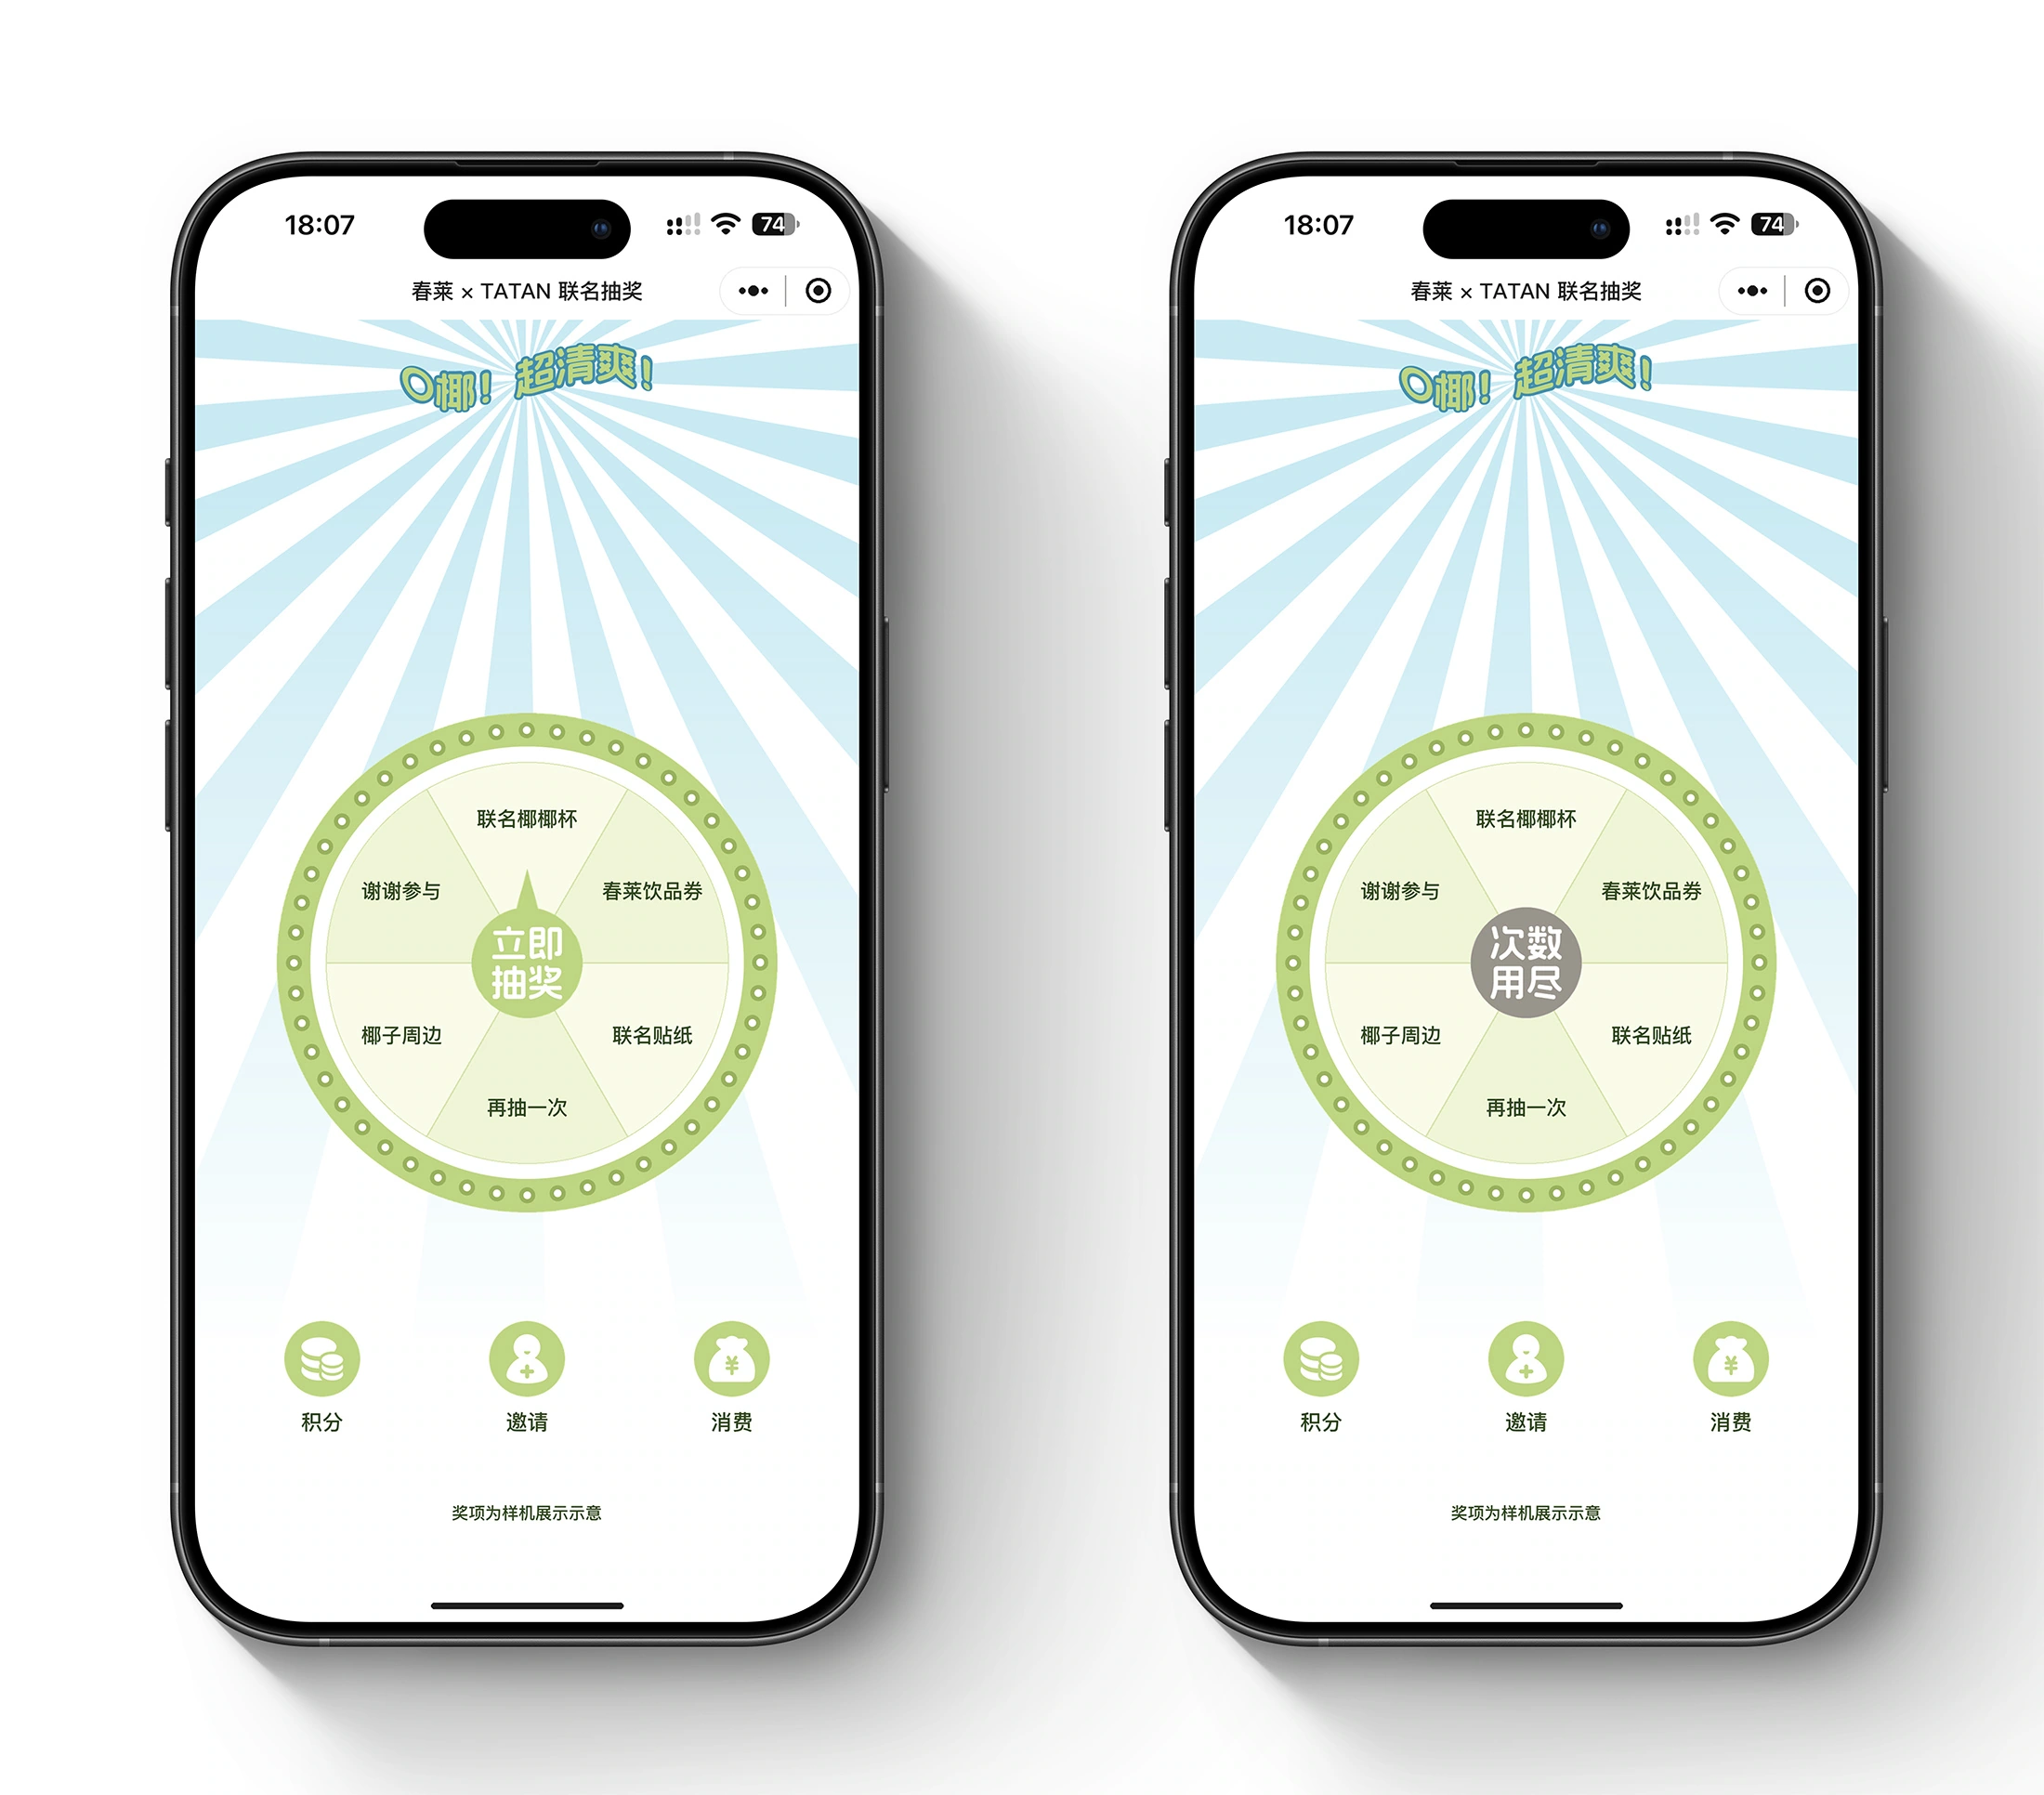 18:07
74
春莱 × TATAN 联名抽奖
O椰! 超清爽!
联名椰椰杯
谢谢参与
春莱饮品券
立即
抽奖
椰子周边
联名贴纸
再抽一次
积分
邀请
消费
奖项为样机展示示意
18:07
74
春莱 × TATAN 联名抽奖
O椰! 超清爽!
联名椰椰杯
谢谢参与
春莱饮品券
次数
用尽
椰子周边
联名贴纸
再抽一次
积分
邀请
消费
奖项为样机展示示意